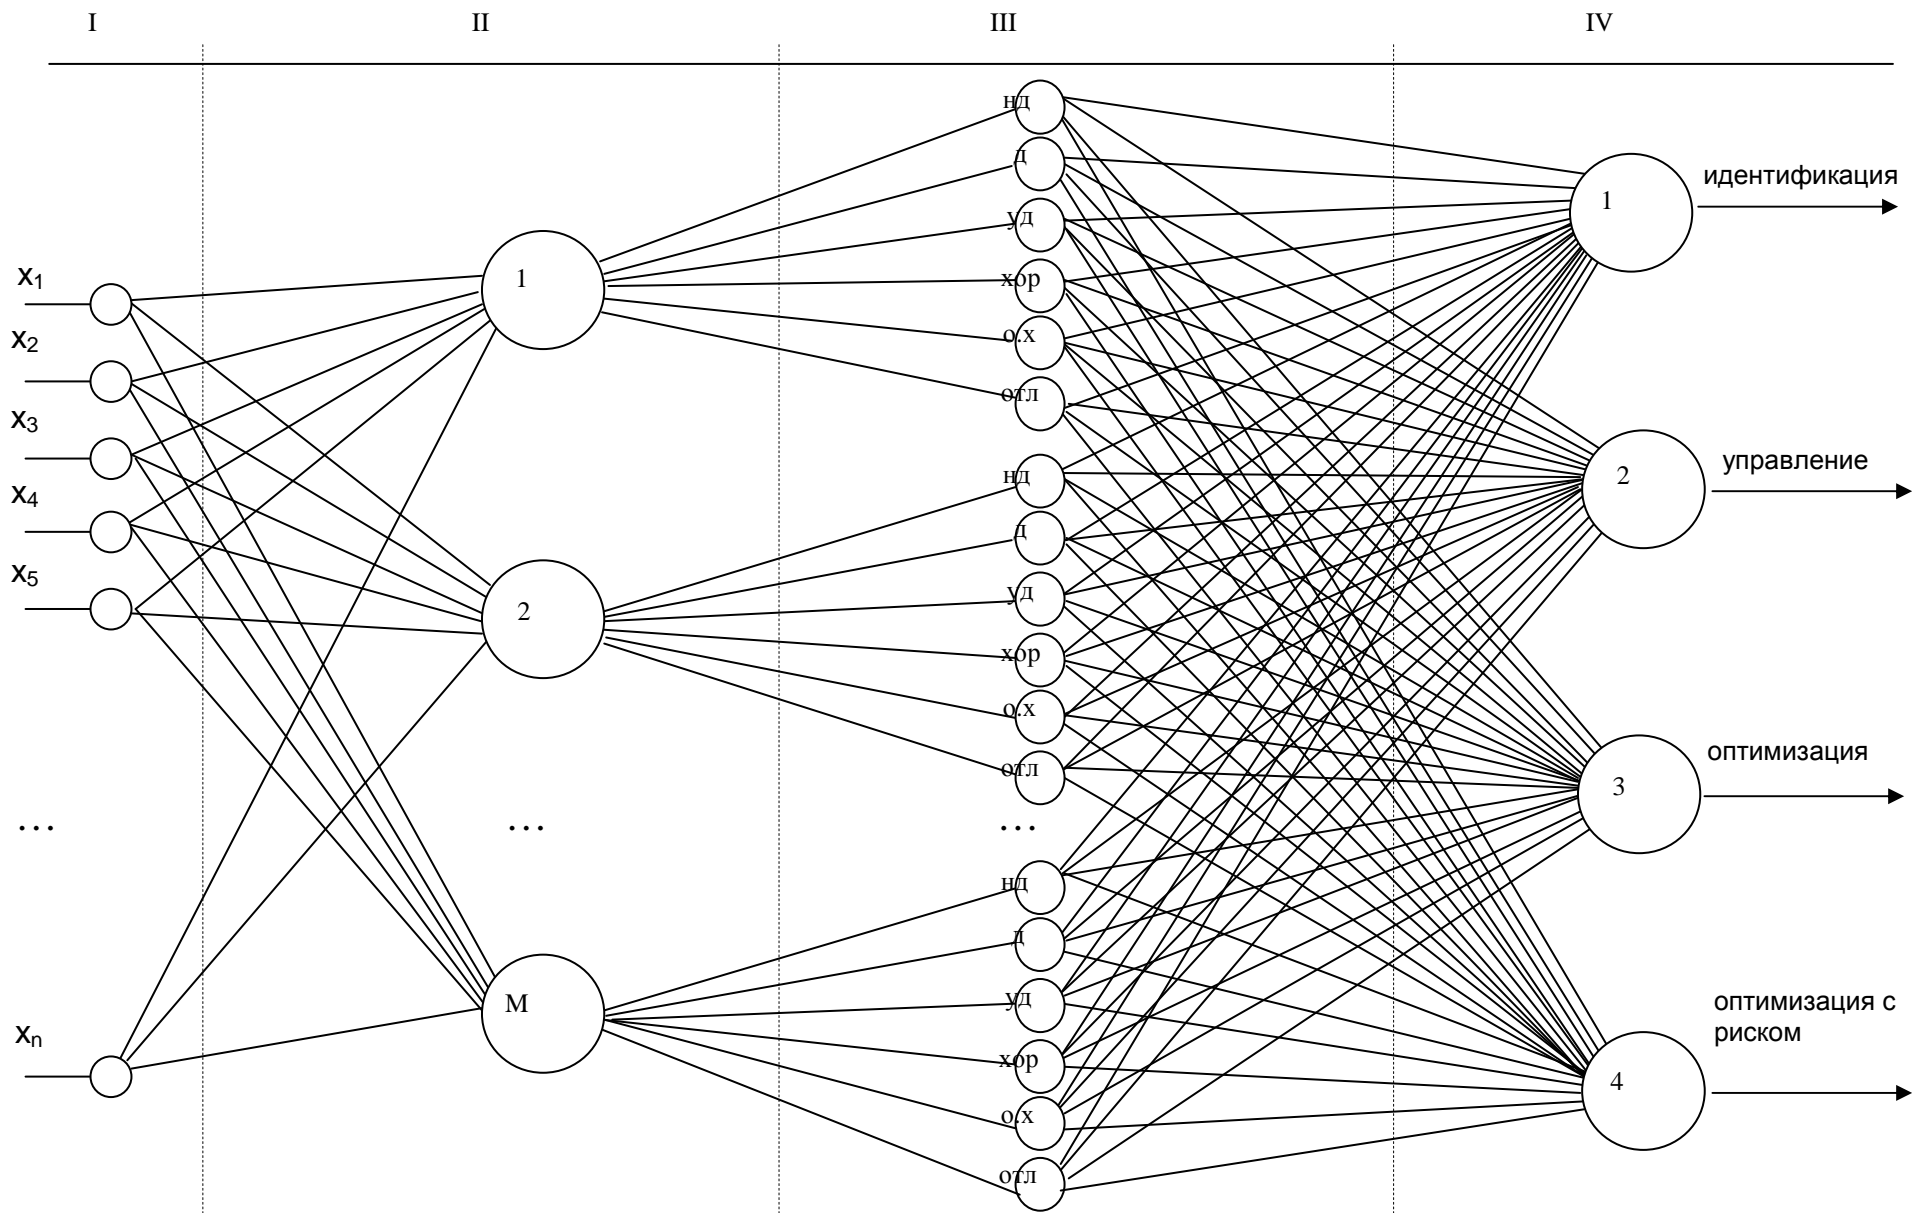 I II III IV
x1
x2
x3
x4
x5
...
xn
1
2
...
M
нд
д
уд
хор
о.х
отл
нд
д
уд
хор
о.х
отл
...
нд
д
уд
хор
о.х
отл
1
2
3
4
идентификация
управление
оптимизация
оптимизация с
риском